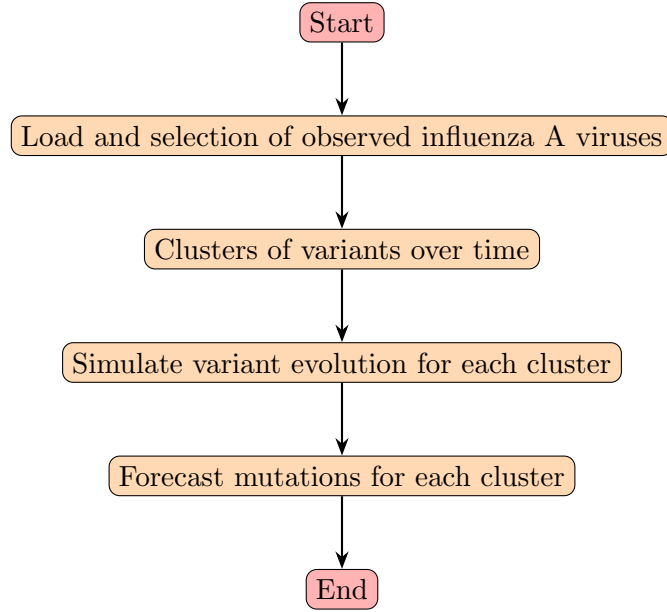 Start
Load and selection of observed influenza A viruses
Clusters of variants over time
Simulate variant evolution for each cluster
Forecast mutations for each cluster
End